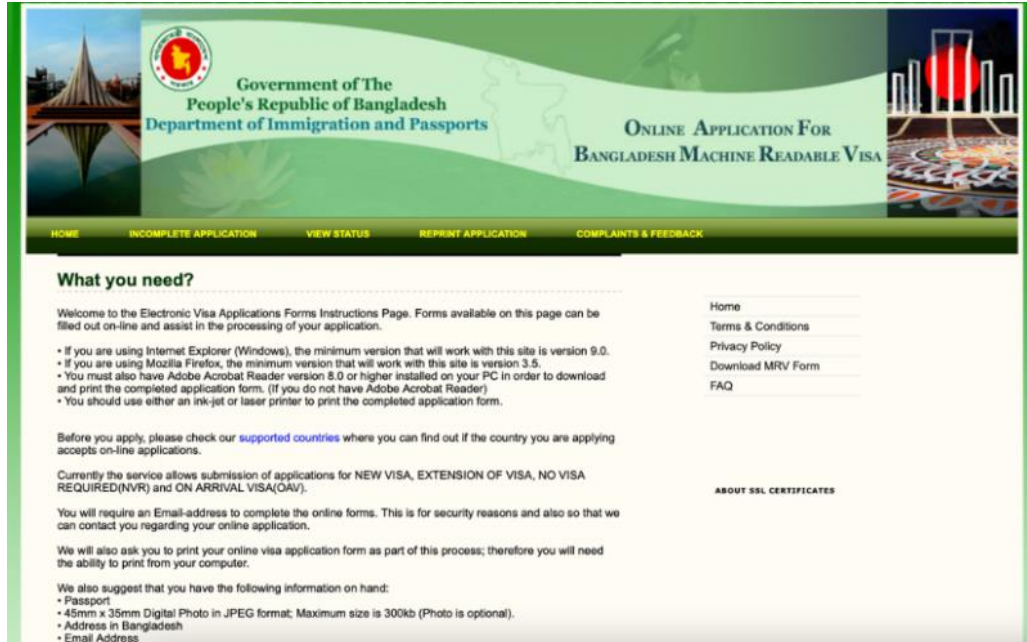 Government of The
People's Republic of Bangladesh
Department of Immigration and Passports
Online Application For
Bangladesh Machine Readable Visa
HOME INCOMPLETE APPLICATION VIEW STATUS REPRINT APPLICATION COMPLAINTS & FEEDBACK
What you need?
Welcome to the Electronic Visa Applications Forms Instructions Page. Forms available on this page can be
filled out on-line and assist in the processing of your application.
• If you are using Internet Explorer (Windows), the minimum version that will work with this site is version 9.0.
• If you are using Mozilla Firefox, the minimum version that will work with this site is version 3.5.
• You must also have Adobe Acrobat Reader version 8.0 or higher installed on your PC in order to download
and print the completed application form. (If you do not have Adobe Acrobat Reader)
• You should use either an ink-jet or laser printer to print the completed application form.
Before you apply, please check our supported countries where you can find out if the country you are applying
accepts on-line applications.
Currently the service allows submission of applications for NEW VISA, EXTENSION OF VISA, NO VISA
REQUIRED(NVR) and ON ARRIVAL VISA(OAV).
You will require an Email-address to complete the online forms. This is for security reasons and also so that we
can contact you regarding your online application.
We will also ask you to print your online visa application form as part of this process; therefore you will need
the ability to print from your computer.
We also suggest that you have the following information on hand:
• Passport
• 45mm x 35mm Digital Photo in JPEG format; Maximum size is 300kb (Photo is optional).
• Address in Bangladesh
• Email Address
Home
Terms & Conditions
Privacy Policy
Download MRV Form
FAQ
ABOUT SSL CERTIFICATES